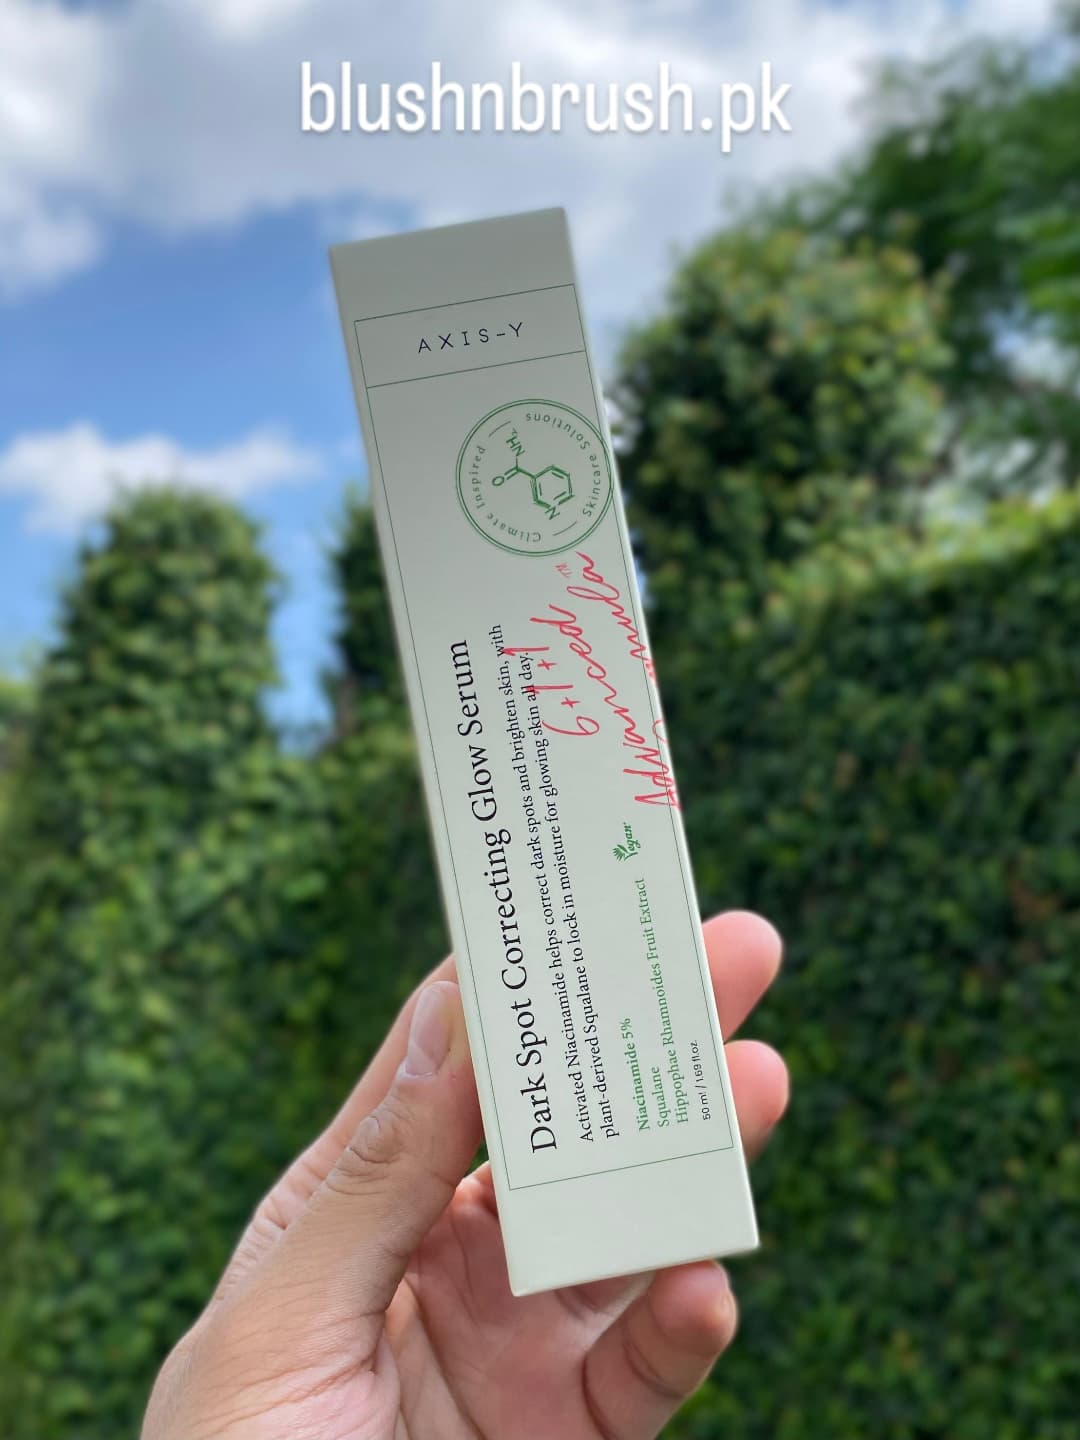 blushnbrush.pk
AXIS-Y
Climate Inspired
Skincare Solutions
NH₂
O
N
Dark Spot Correcting Glow Serum
Activated Niacinamide helps correct dark spots and brighten skin, with
plant-derived Squalane to lock in moisture for glowing skin all day.
6+1+1
Advanced
Formula™
Vegan
Niacinamide 5%
Squalane
Hippophae Rhamnoides Fruit Extract
50 ml / 1.69 fl.oz.